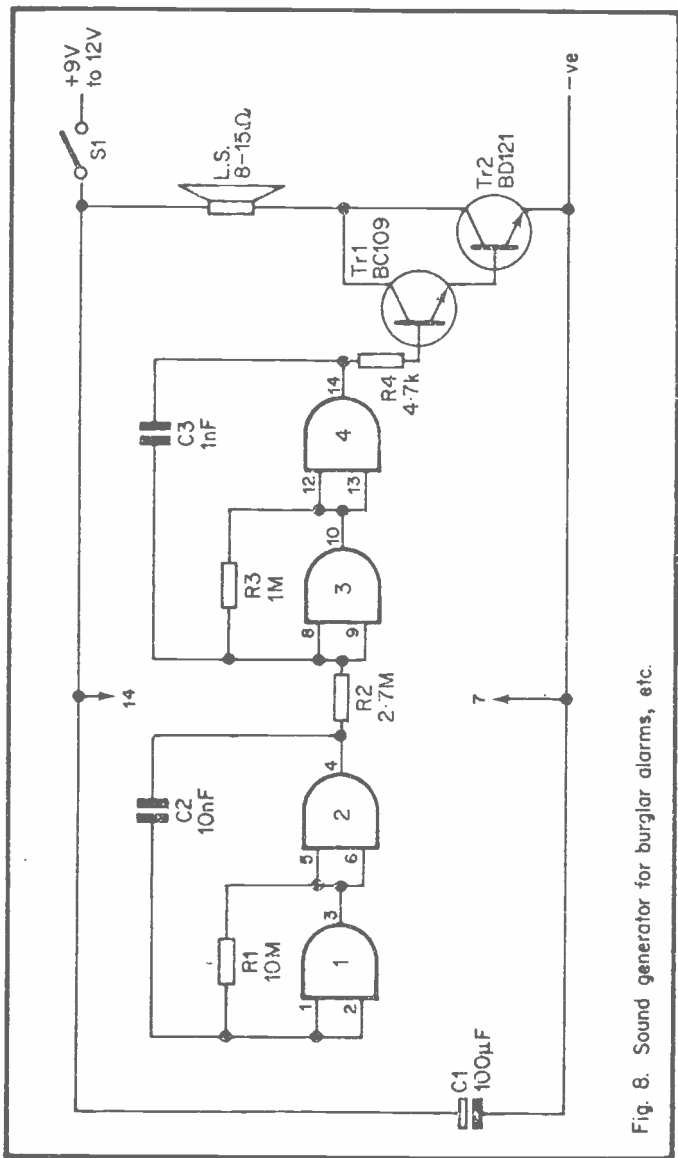 +9V
to 12V
S1
L.S.
8-15Ω
Tr1
BC109
Tr2
BD121
-ve
C3
1nF
R3
1M
8
9
3
10
12
13
4
14
R4
4·7k
14
7
R2
2·7M
C2
10nF
R1
10M
1
2
1
3
5
6
2
4
C1
100µF
Fig. 8. Sound generator for burglar alarms, etc.